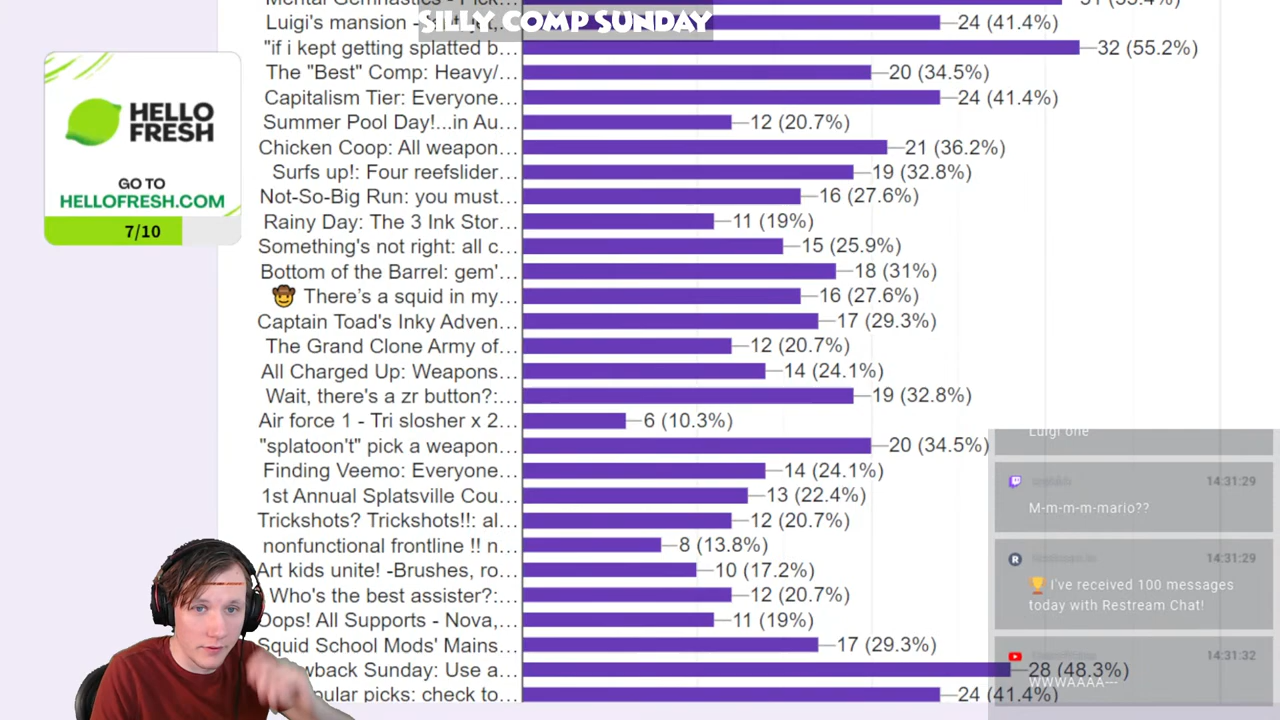 SILLY COMP SUNDAY
Luigi's mansion -
24 (41.4%)
"if i kept getting splatted b...
32 (55.2%)
The "Best" Comp: Heavy/...
20 (34.5%)
Capitalism Tier: Everyone...
24 (41.4%)
Summer Pool Day!...in Au...
12 (20.7%)
Chicken Coop: All weapon...
21 (36.2%)
Surfs up!: Four reefslider...
19 (32.8%)
Not-So-Big Run: you must...
16 (27.6%)
Rainy Day: The 3 Ink Stor...
11 (19%)
Something's not right: all c...
15 (25.9%)
Bottom of the Barrel: gem'...
18 (31%)
🤠 There's a squid in my...
16 (27.6%)
Captain Toad's Inky Adven...
17 (29.3%)
The Grand Clone Army of...
12 (20.7%)
All Charged Up: Weapons...
14 (24.1%)
Wait, there's a zr button?:...
19 (32.8%)
Air force 1 - Tri slosher x 2...
6 (10.3%)
"splatoon't" pick a weapon...
20 (34.5%)
Finding Veemo: Everyone...
14 (24.1%)
1st Annual Splatsville Cou...
13 (22.4%)
Trickshots? Trickshots!!: al...
12 (20.7%)
nonfunctional frontline !! n...
8 (13.8%)
Art kids unite! -Brushes, ro...
10 (17.2%)
Who's the best assister?:...
12 (20.7%)
Oops! All Supports - Nova,...
11 (19%)
Squid School Mods' Mains...
17 (29.3%)
Sunday: Use a...
28 (48.3%)
picks: check to...
24 (41.4%)
HELLO
FRESH
GO TO
HELLOFRESH.COM
7/10
Luigi one
14:31:29
M-m-m-m-mario??
14:31:29
🏆 I've received 100 messages
today with Restream Chat!
14:31:32
WWWAAAA---